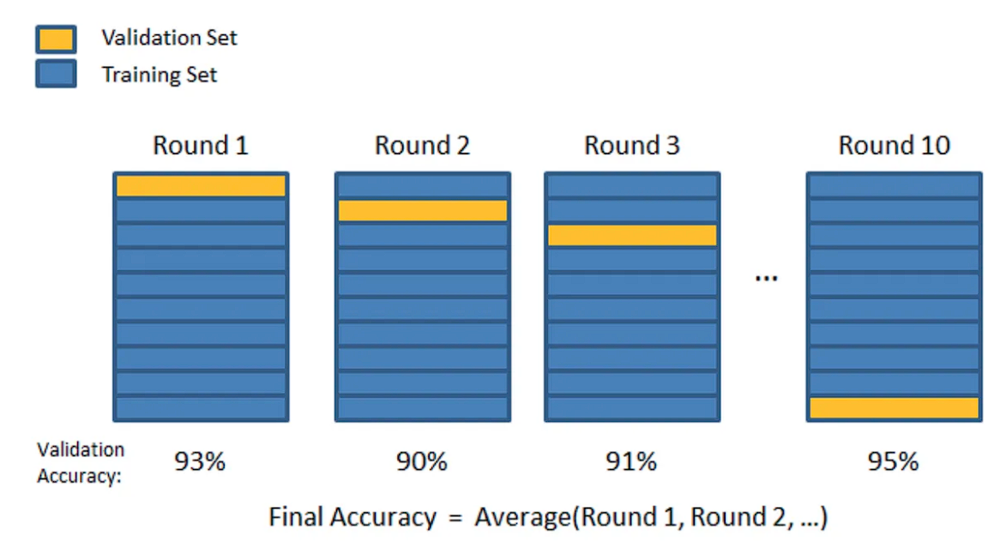 Validation Set
Training Set
Round 1
Round 2
Round 3
Round 10
...
Validation
Accuracy:
93%
90%
91%
95%
Final Accuracy = Average(Round 1, Round 2, ...)